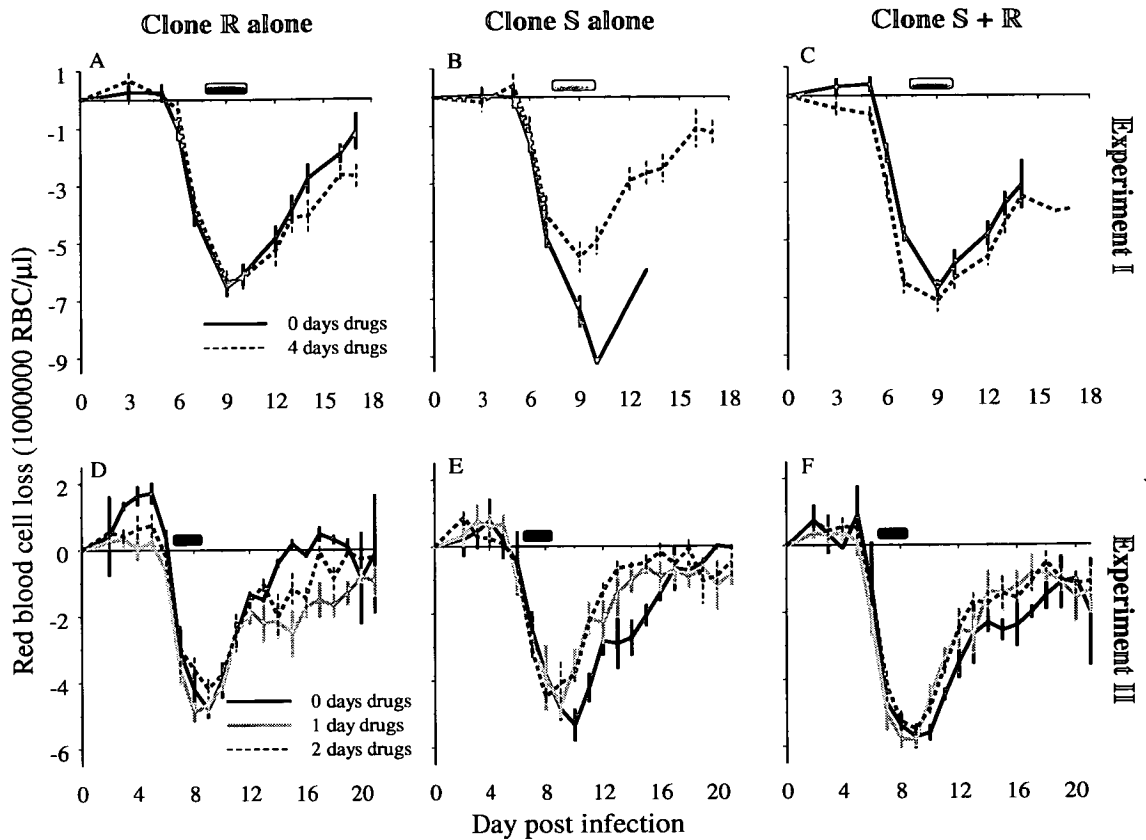 Clone R alone
Clone S alone
Clone S + R
A
B
C
1
-1
-3
-5
-7
-9
0 days drugs
4 days drugs
0 3 6 9 12 15 18
0 3 6 9 12 15 18
0 3 6 9 12 15 18
Experiment I
Red blood cell loss (1000000 RBC/µl)
D
E
F
2
0
-2
-4
-6
0 days drugs
1 day drugs
2 days drugs
0 4 8 12 16 20
0 4 8 12 16 20
0 4 8 12 16 20
Experiment II
Day post infection